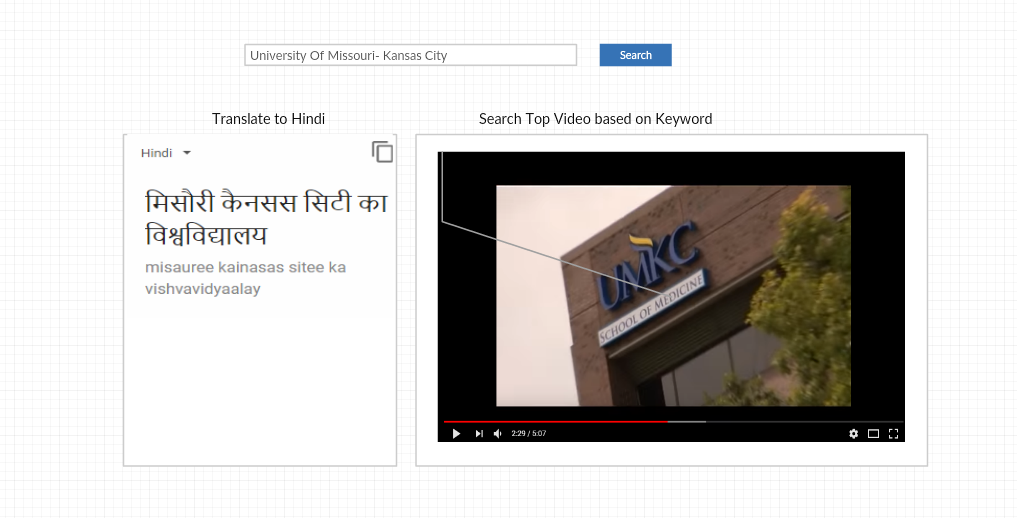 University Of Missouri- Kansas City
Search
Translate to Hindi
Search Top Video based on Keyword
Hindi
मिसौरी कैनसस सिटी का
विश्वविद्यालय
misauree kainasas sitee ka
vishvavidyaalay
UMKC
SCHOOL OF MEDICINE
2:29 / 5:07